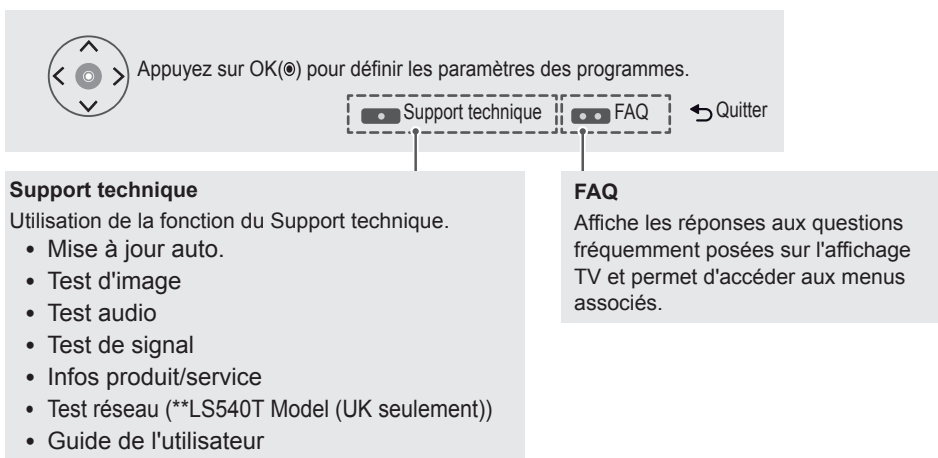 Appuyez sur OK(◉) pour définir les paramètres des programmes.
Support technique FAQ Quitter
Support technique
Utilisation de la fonction du Support technique.
• Mise à jour auto.
• Test d'image
• Test audio
• Test de signal
• Infos produit/service
• Test réseau (**LS540T Model (UK seulement))
• Guide de l'utilisateur
FAQ
Affiche les réponses aux questions
fréquemment posées sur l'affichage
TV et permet d'accéder aux menus
associés.